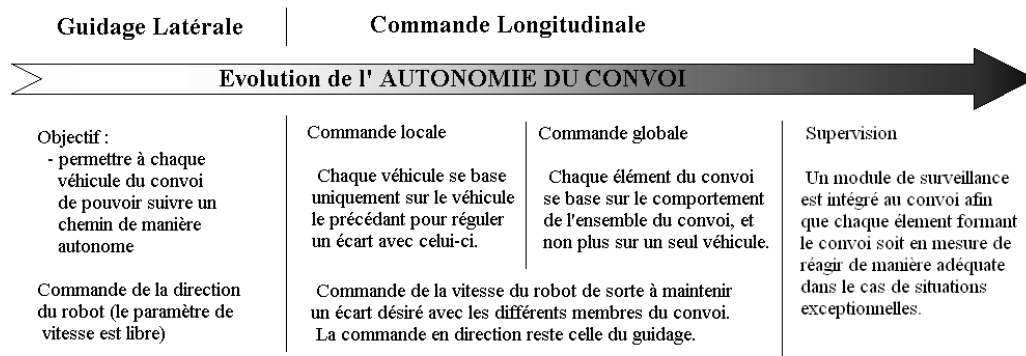 Guidage Latérale
Commande Longitudinale
Evolution de l' AUTONOMIE DU CONVOI
Objectif :
- permettre à chaque
véhicule du convoi
de pouvoir suivre un
chemin de manière
autonome
Commande de la direction
du robot (le paramètre de
vitesse est libre)
Commande locale
Chaque véhicule se base
uniquement sur le véhicule
le précédant pour réguler
un écart avec celui-ci.
Commande globale
Chaque élément du convoi
se base sur le comportement
de l'ensemble du convoi, et
non plus sur un seul véhicule.
Commande de la vitesse du robot de sorte à maintenir
un écart désiré avec les différents membres du convoi.
La commande en direction reste celle du guidage.
Supervision
Un module de surveillance
est intégré au convoi afin
que chaque élement formant
le convoi soit en mesure de
réagir de manière adéquate
dans le cas de situations
exceptionnelles.